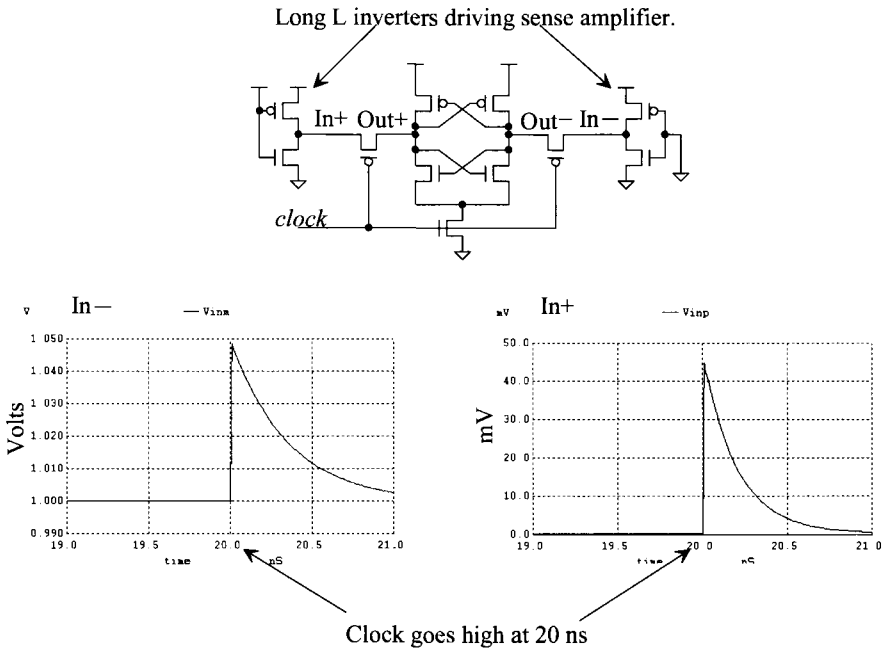 Long L inverters driving sense amplifier.
In+ Out+ Out− In−
clock
V In− — Vinm
1.050
1.040
1.030
1.020
1.010
1.000
0.990
Volts
19.0 19.5 20.0 20.5 21.0
time nS
mV In+ — Vinp
50.0
40.0
30.0
20.0
10.0
0.0
mV
19.0 19.5 20.0 20.5 21.0
time nS
Clock goes high at 20 ns